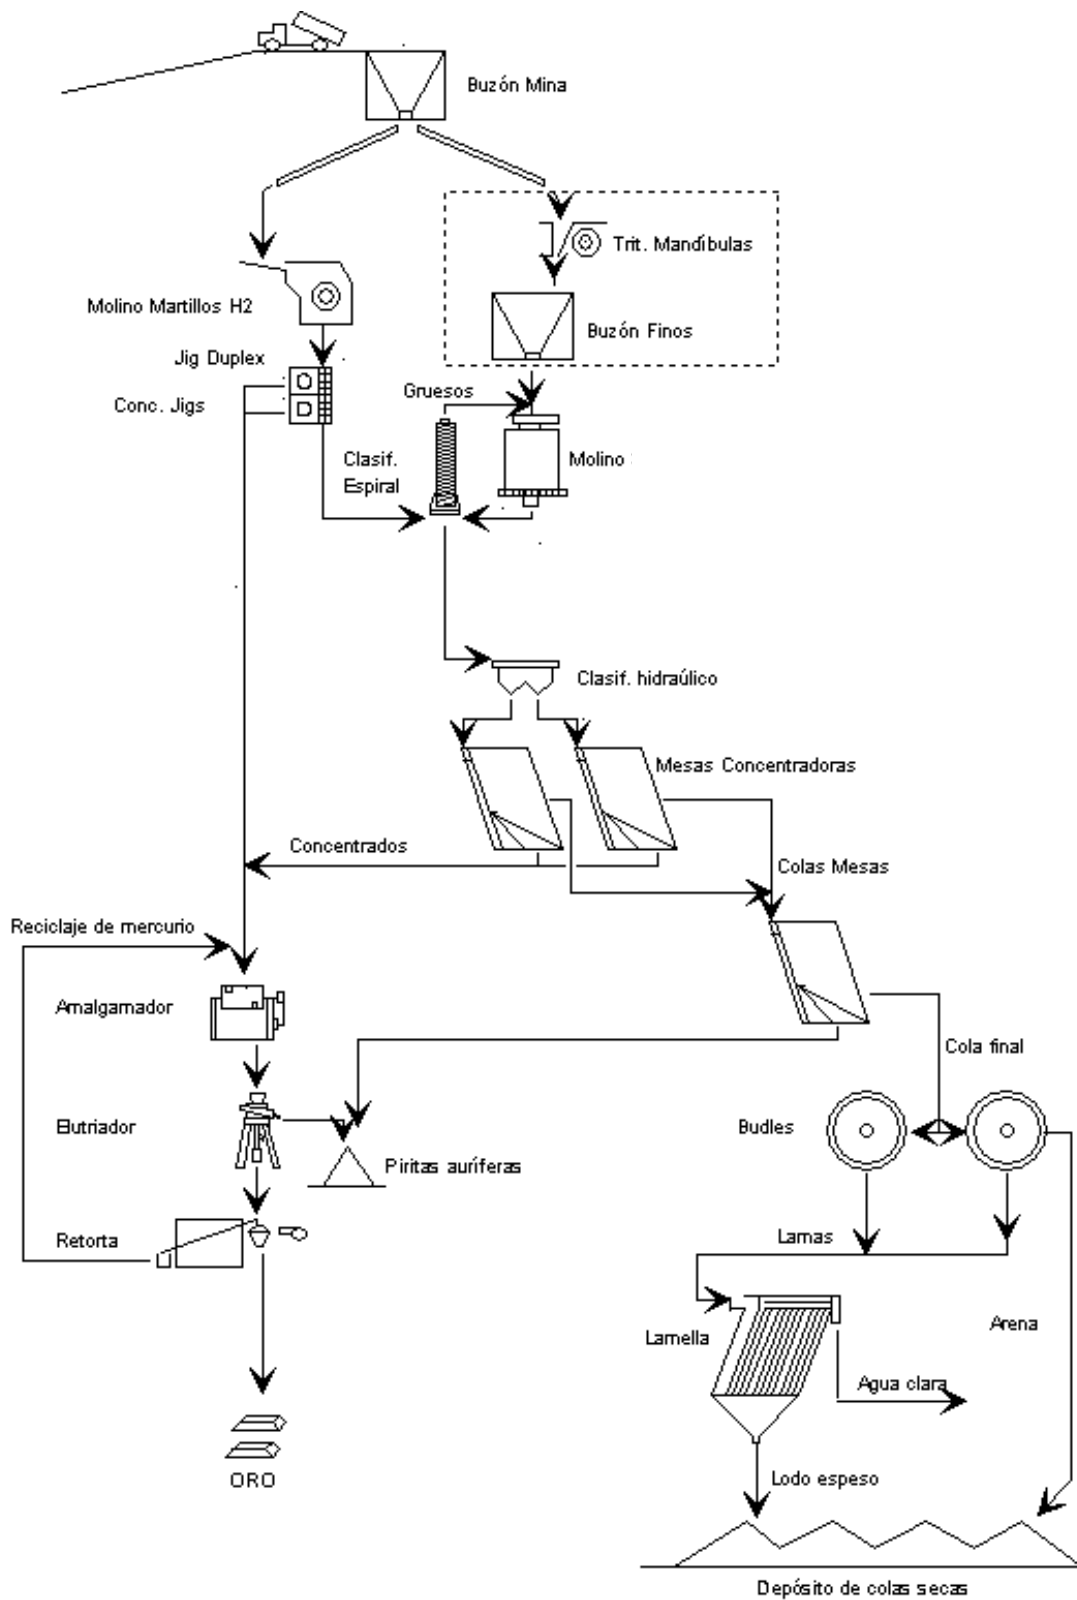 Buzón Mina
Trit. Mandíbulas
Molino Martillos H2
Buzón Finos
Jig Duplex
Gruesos
Conc. Jigs
Clasif.
Espiral
Molino
Clasif. hidraúlico
Mesas Concentradoras
Concentrados
Colas Mesas
Reciclaje de mercurio
Amalgamador
Cola final
Elutriador
Budles
Piritas auríferas
Retorta
Lamas
Lamella
Arena
Agua clara
ORO
Lodo espeso
Depósito de colas secas